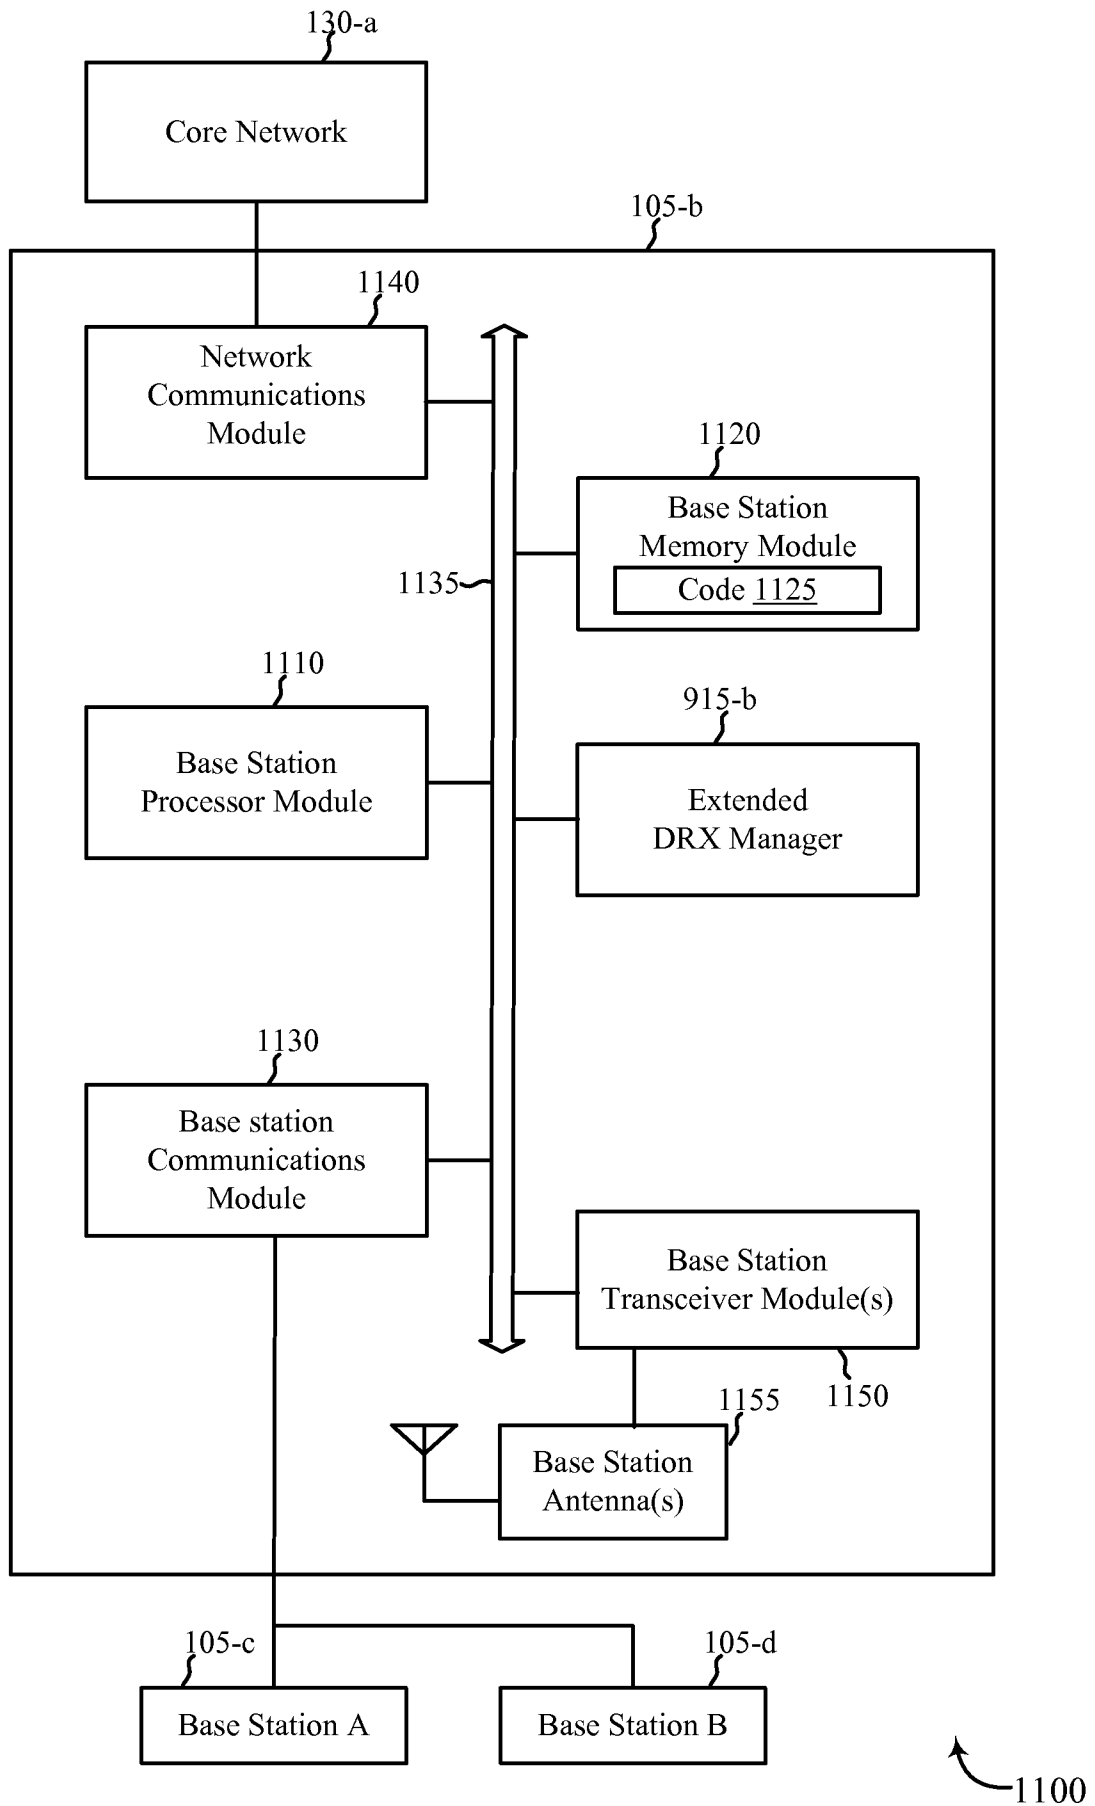 130-a
Core Network
105-b
1140
Network
Communications
Module
1120
Base Station
Memory Module
Code 1125
1135
1110
Base Station
Processor Module
915-b
Extended
DRX Manager
1130
Base station
Communications
Module
Base Station
Transceiver Module(s)
1150
1155
Base Station
Antenna(s)
105-c
Base Station A
105-d
Base Station B
1100